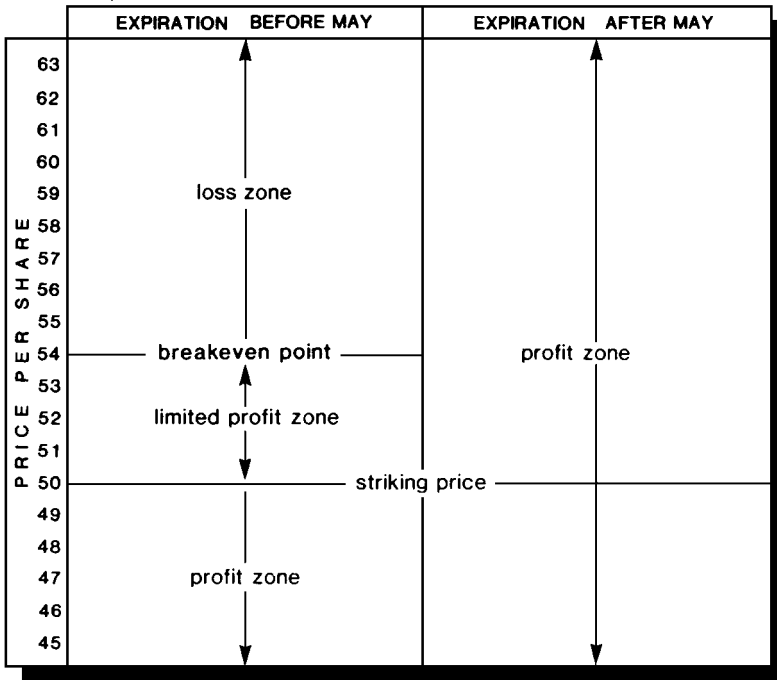 EXPIRATION BEFORE MAY EXPIRATION AFTER MAY
63
62
61
60
59 loss zone
58
57
56
55
54 breakeven point profit zone
53
52 limited profit zone
51
50 striking price
49
48
47 profit zone
46
45
PRICE PER SHARE